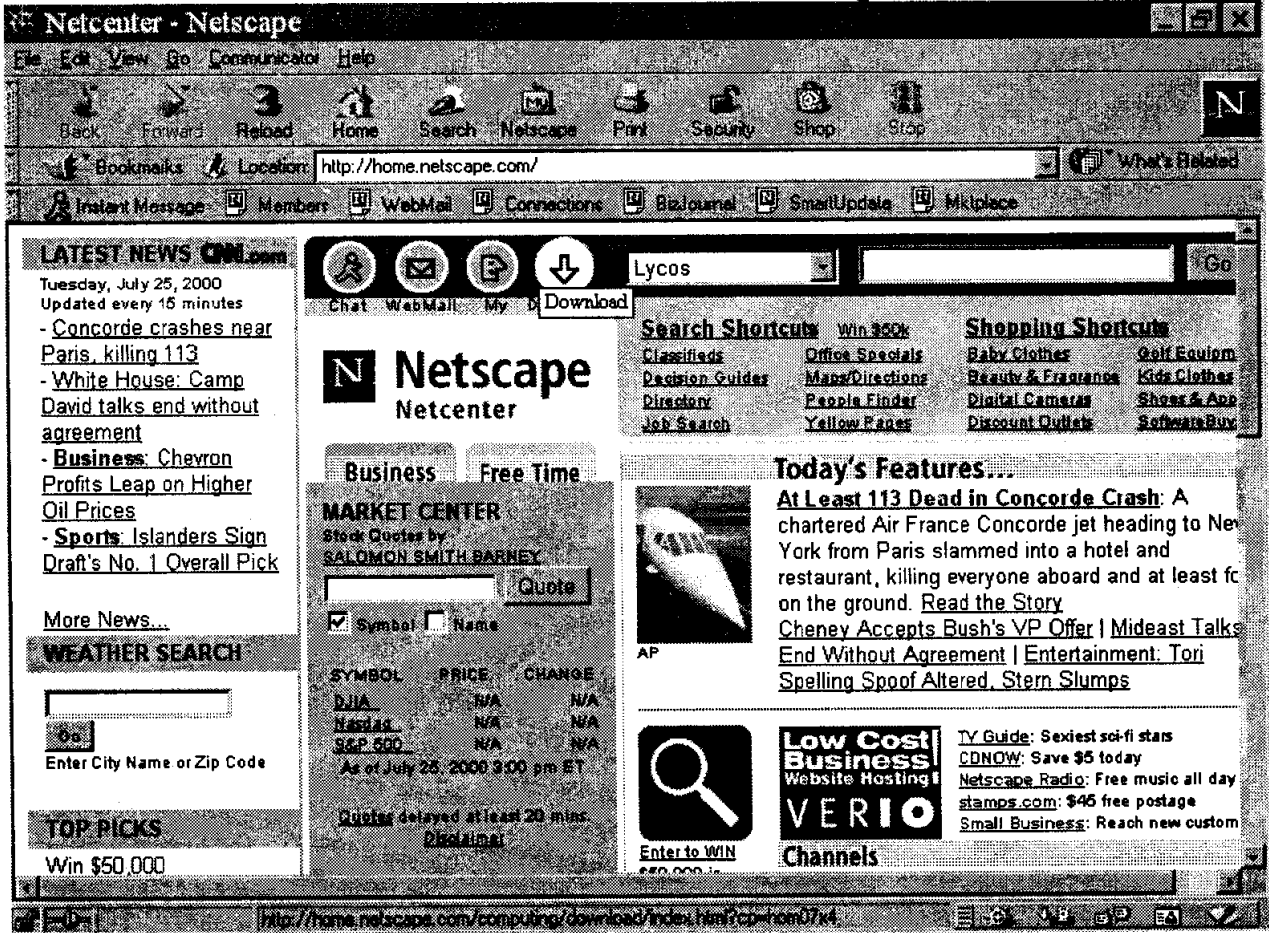 Netcenter - Netscape
File Edit View Go Communicator Help
Back Forward Reload Home Search Netscape Print Security Shop Stop
Bookmarks Location: http://home.netscape.com/ What's Related
Instant Message Members WebMail Connections BizJournal SmartUpdate Mktplace
LATEST NEWS CNN.com
Tuesday, July 25, 2000
Updated every 15 minutes
- Concorde crashes near
Paris, killing 113
- White House: Camp
David talks end without
agreement
- Business: Chevron
Profits Leap on Higher
Oil Prices
- Sports: Islanders Sign
Draft's No. 1 Overall Pick
More News...
WEATHER SEARCH
Go
Enter City Name or Zip Code
TOP PICKS
Win $50,000
Lycos
Go
Chat WebMail My D
Download
N Netscape
Netcenter
Search Shortcuts Win $50k
Classifieds Office Specials
Decision Guides Maps/Directions
Directory People Finder
Job Search Yellow Pages
Shopping Shortcuts
Baby Clothes Golf Equipm
Beauty & Fragrance Kids Clothes
Digital Cameras Shoes & App
Discount Outlets SoftwareBuy
Business Free Time
MARKET CENTER
Stock Quotes by
SALOMON SMITH BARNEY
Quote
Symbol Name
SYMBOL PRICE CHANGE
DJIA N/A N/A
Nasdaq N/A N/A
S&P 500 N/A N/A
As of July 25, 2000 3:00 pm ET
Quotes delayed at least 20 mins.
Disclaimer
Today's Features...
At Least 113 Dead in Concorde Crash: A
chartered Air France Concorde jet heading to New
York from Paris slammed into a hotel and
restaurant, killing everyone aboard and at least fo
on the ground. Read the Story
Cheney Accepts Bush's VP Offer | Mideast Talks
End Without Agreement | Entertainment: Tori
Spelling Spoof Altered, Stern Slumps
AP
Enter to WIN
$50,000 in
Low Cost
Business
Website Hosting!
VERIO
TV Guide: Sexiest sci-fi stars
CDNOW: Save $5 today
Netscape Radio: Free music all day
stamps.com: $45 free postage
Small Business: Reach new custom
Channels
http://home.netscape.com/computing/download/index.html?cp=hom07x4